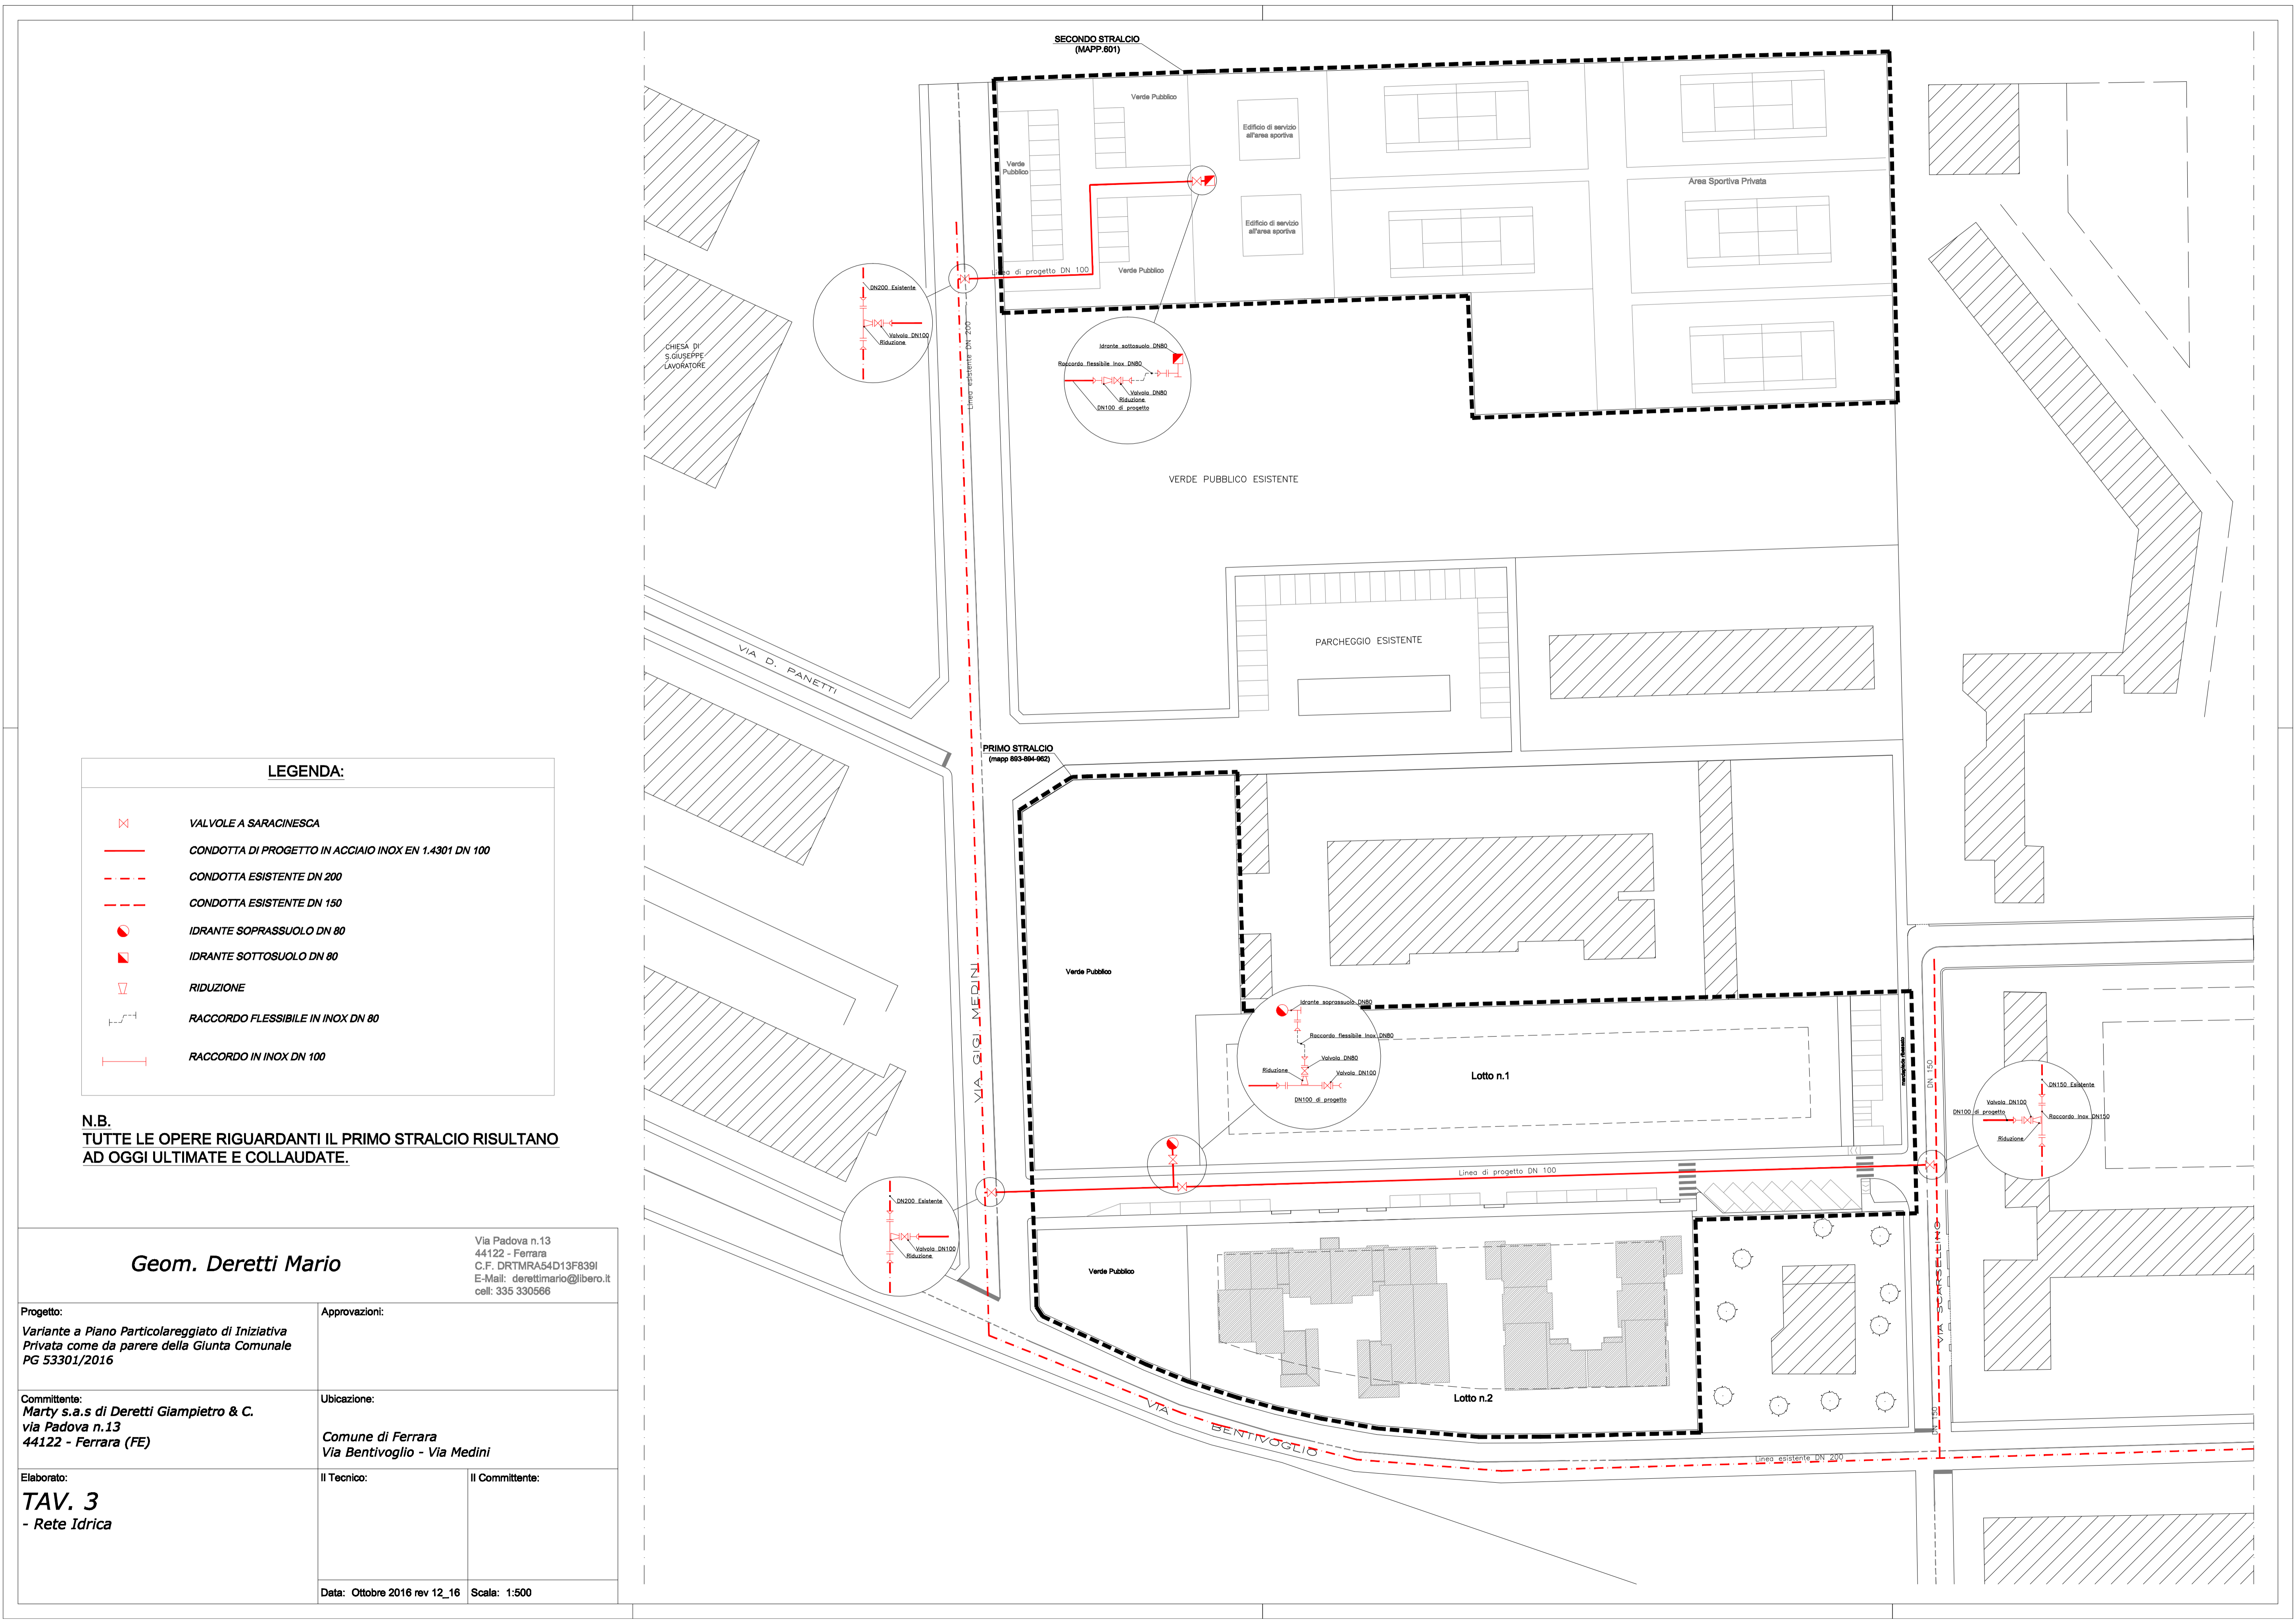 SECONDO STRALCIO
(MAPP.601)
Verde Pubblico
Edificio di servizio
all'area sportiva
Verde
Pubblico
Area Sportiva Privata
Edificio di servizio
all'area sportiva
Verde Pubblico
Linea di progetto DN 100
DN200 Esistente
Valvola DN100
Riduzione
Linea esistente DN 200
CHIESA DI
S.GIUSEPPE
LAVORATORE
Idrante sottosuolo DN80
Raccordo flessibile Inox DN80
Valvola DN80
Riduzione
DN100 di progetto
VERDE PUBBLICO ESISTENTE
PARCHEGGIO ESISTENTE
VIA D. PANETTI
PRIMO STRALCIO
(mapp 893-894-962)
LEGENDA:
VALVOLE A SARACINESCA
CONDOTTA DI PROGETTO IN ACCIAIO INOX EN 1.4301 DN 100
CONDOTTA ESISTENTE DN 200
CONDOTTA ESISTENTE DN 150
IDRANTE SOPRASSUOLO DN 80
IDRANTE SOTTOSUOLO DN 80
RIDUZIONE
RACCORDO FLESSIBILE IN INOX DN 80
RACCORDO IN INOX DN 100
N.B.
TUTTE LE OPERE RIGUARDANTI IL PRIMO STRALCIO RISULTANO
AD OGGI ULTIMATE E COLLAUDATE.
Verde Pubblico
VIA GIGI MEDINI
Idrante soprassuolo DN80
Raccordo flessibile Inox DN80
Valvola DN80
Riduzione
Valvola DN100
DN100 di progetto
Lotto n.1
marciapiede ribassato
DN 150
DN150 Esistente
Valvola DN100
DN100 di progetto
Raccordo Inox DN150
Riduzione
Linea di progetto DN 100
DN200 Esistente
Valvola DN100
Riduzione
Verde Pubblico
Lotto n.2
VIA SCARSELLINO
DN 150
VIA BENTIVOGLIO
Linea esistente DN 200
Geom. Deretti Mario
Via Padova n.13
44122 - Ferrara
C.F. DRTMRA54D13F839I
E-Mail: derettimario@libero.it
cell: 335 330566
Progetto:
Variante a Piano Particolareggiato di Iniziativa
Privata come da parere della Giunta Comunale
PG 53301/2016
Approvazioni:
Committente:
Marty s.a.s di Deretti Giampietro & C.
via Padova n.13
44122 - Ferrara (FE)
Ubicazione:
Comune di Ferrara
Via Bentivoglio - Via Medini
Elaborato:
TAV. 3
- Rete Idrica
Il Tecnico:
Il Committente:
Data: Ottobre 2016 rev 12_16
Scala: 1:500